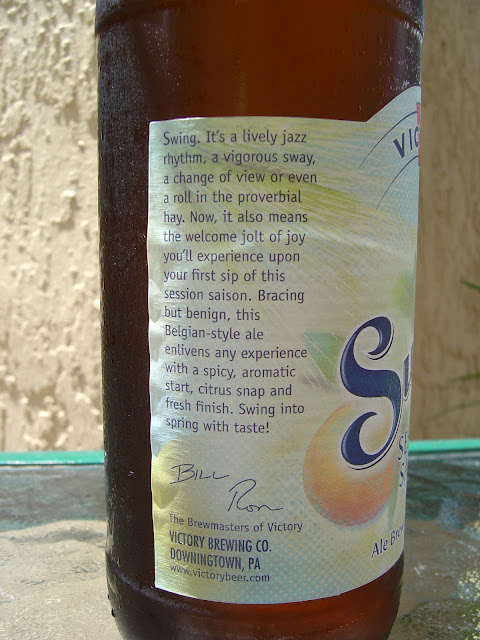 Swing. It's a lively jazz
rhythm, a vigorous sway,
a change of view or even
a roll in the proverbial
hay. Now, it also means
the welcome jolt of joy
you'll experience upon
your first sip of this
session saison. Bracing
but benign, this
Belgian-style ale
enlivens any experience
with a spicy, aromatic
start, citrus snap and
fresh finish. Swing into
spring with taste!
Bill
Ron
The Brewmasters of Victory
VICTORY BREWING CO.
DOWNINGTOWN, PA
www.victorybeer.com
Ale